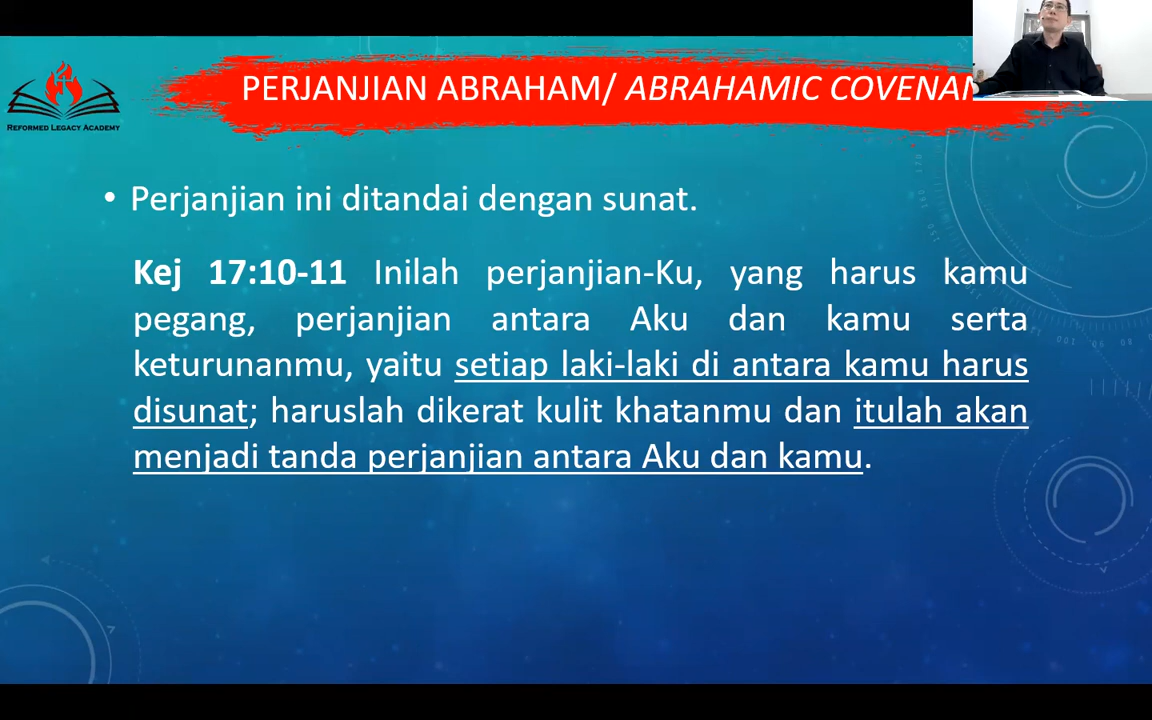 REFORMED LEGACY ACADEMY
PERJANJIAN ABRAHAM/ ABRAHAMIC COVENAN
• Perjanjian ini ditandai dengan sunat.
Kej 17:10-11 Inilah perjanjian-Ku, yang harus kamu
pegang, perjanjian antara Aku dan kamu serta
keturunanmu, yaitu setiap laki-laki di antara kamu harus
disunat; haruslah dikerat kulit khatanmu dan itulah akan
menjadi tanda perjanjian antara Aku dan kamu.